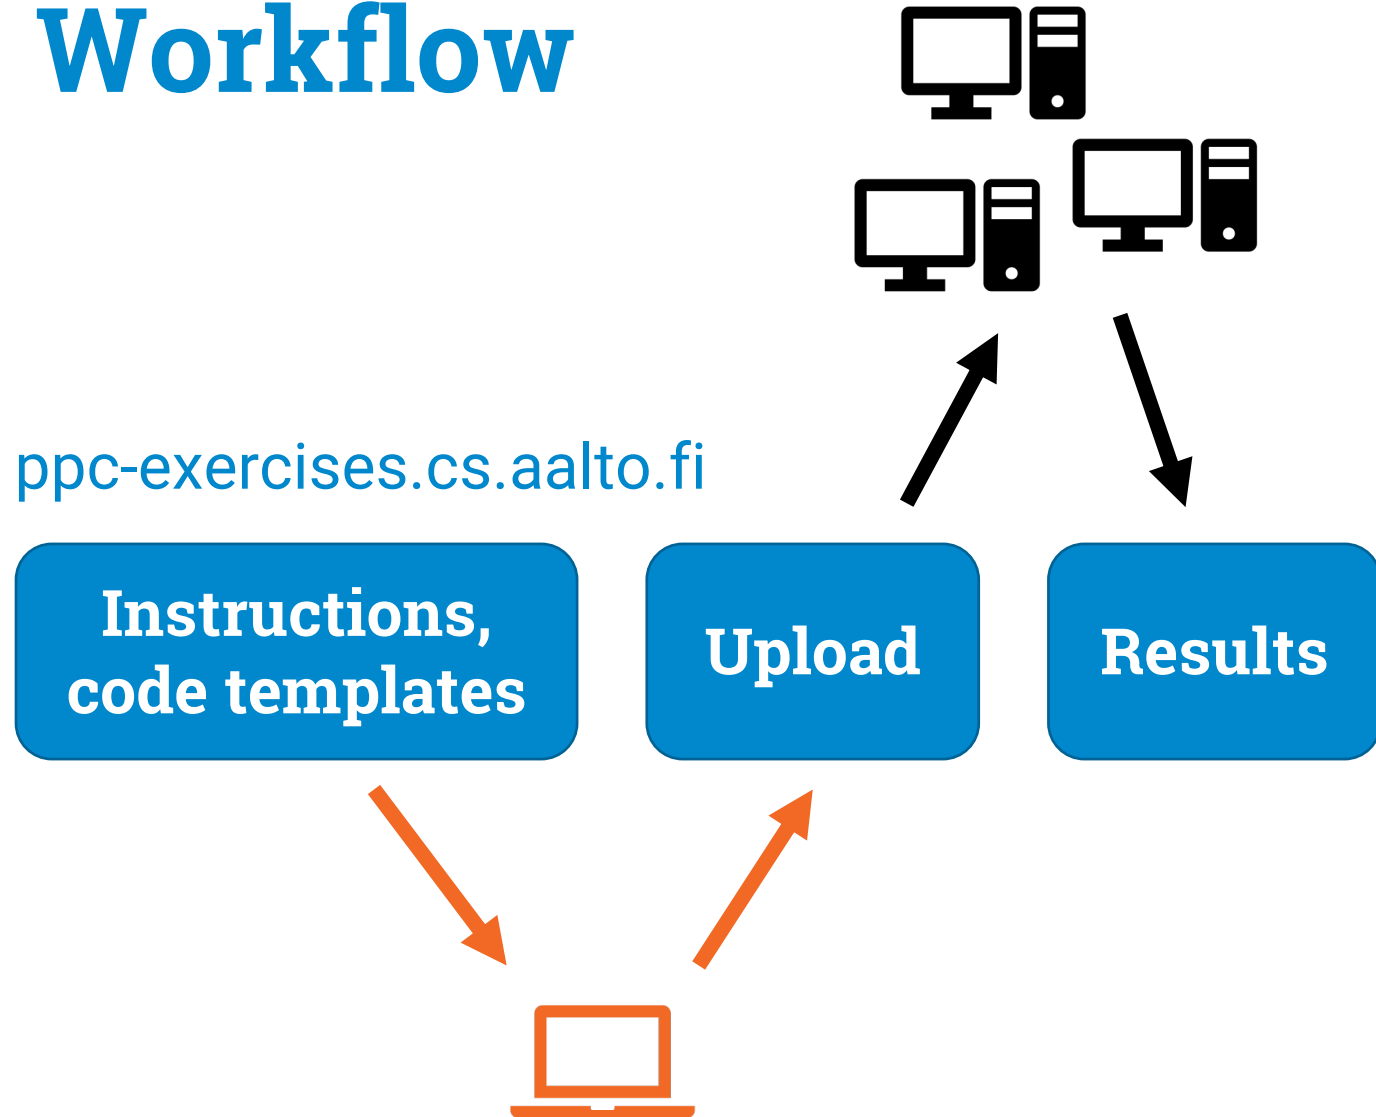 Workflow
ppc-exercises.cs.aalto.fi
Instructions,
code templates
Upload
Results